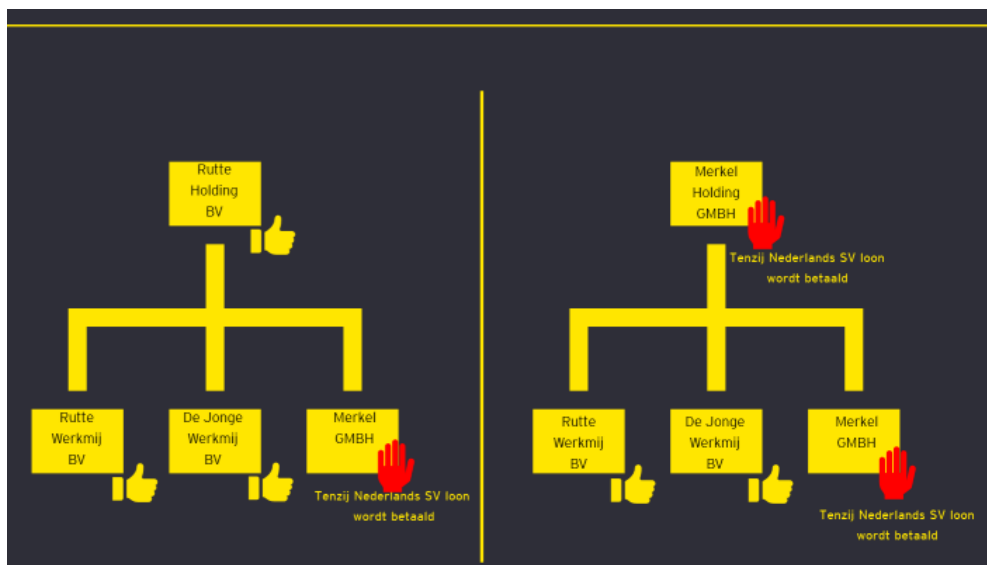 Rutte
Holding
BV
Rutte
Werkmij
BV
De Jonge
Werkmij
BV
Merkel
GMBH
Tenzij Nederlands SV loon
wordt betaald
Merkel
Holding
GMBH
Tenzij Nederlands SV loon
wordt betaald
Rutte
Werkmij
BV
De Jonge
Werkmij
BV
Merkel
GMBH
Tenzij Nederlands SV loon
wordt betaald